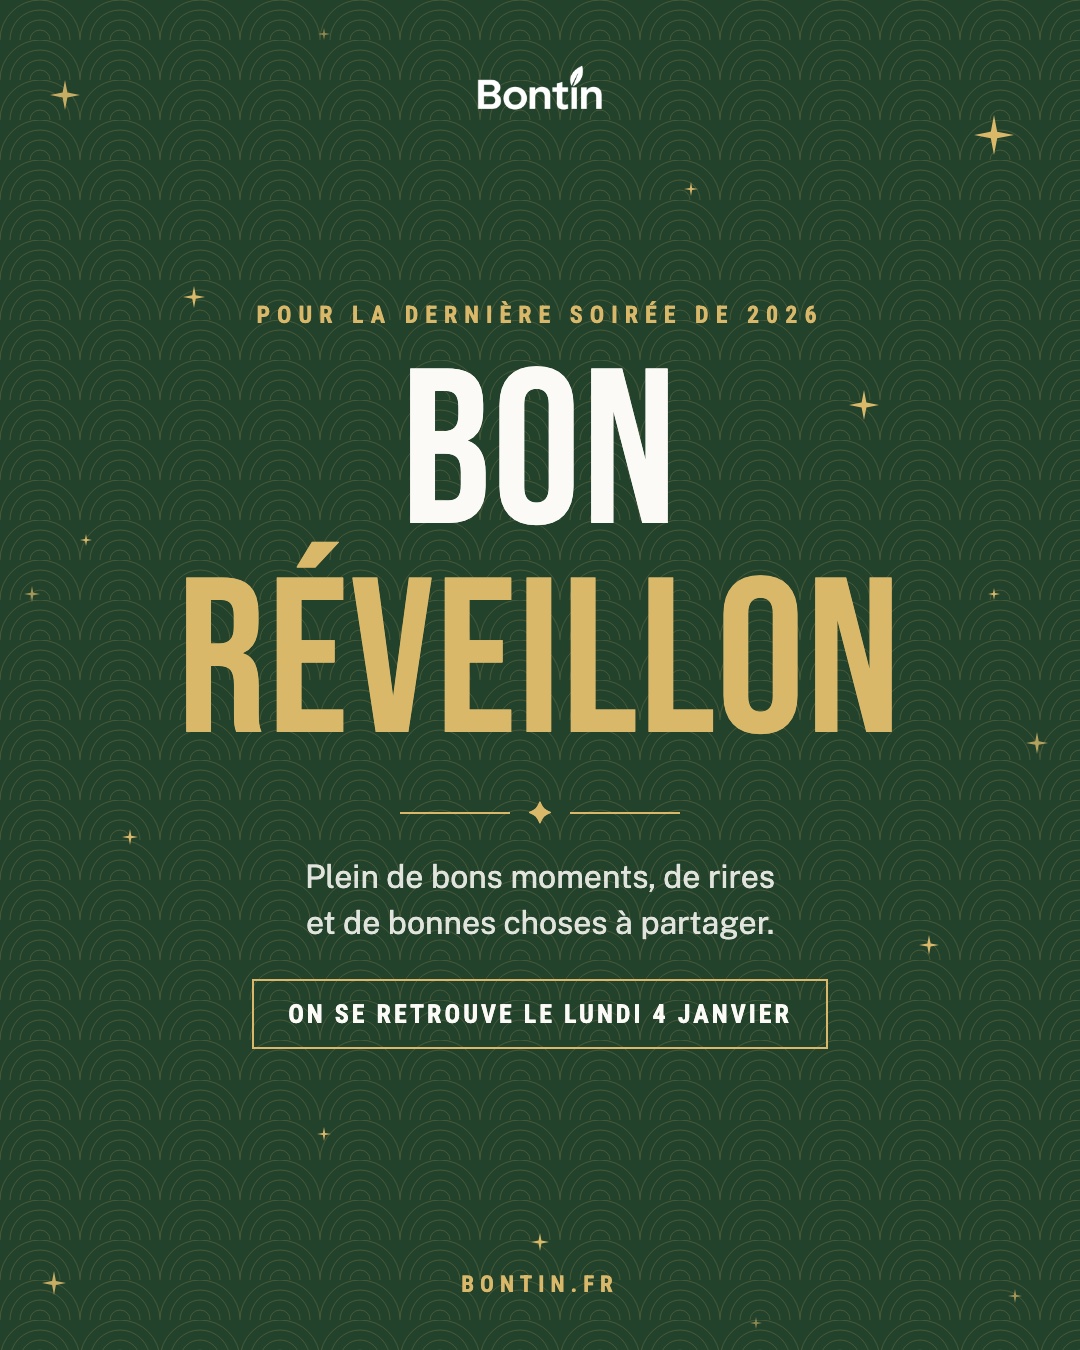 Bontin
POUR LA DERNIÈRE SOIRÉE DE 2026
BON
RÉVEILLON
Plein de bons moments, de rires
et de bonnes choses à partager.
ON SE RETROUVE LE LUNDI 4 JANVIER
BONTIN.FR